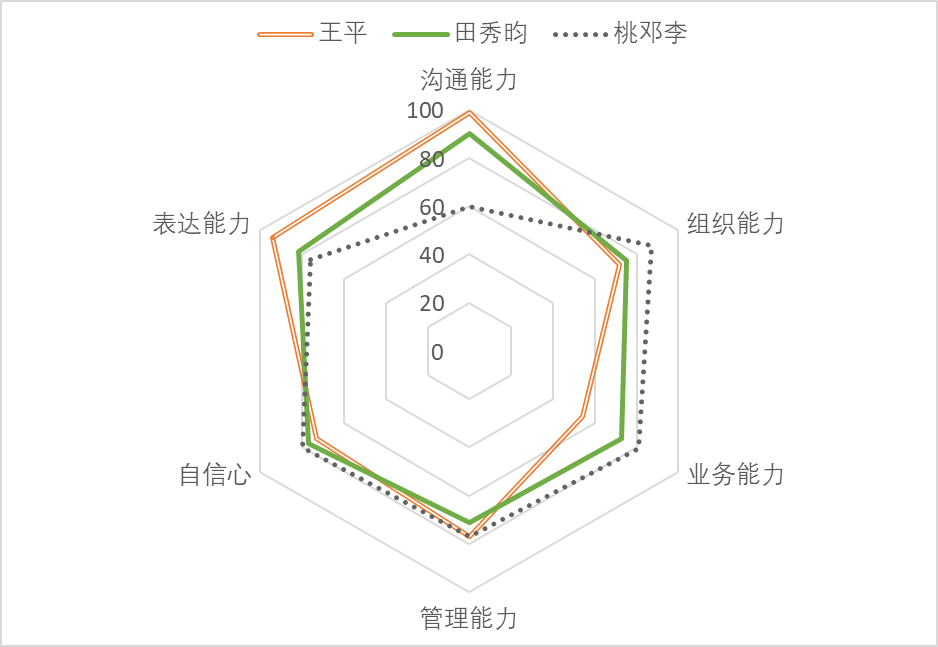 王平 田秀昀 桃邓李
沟通能力
100
80
60
40
20
0
表达能力
组织能力
自信心
业务能力
管理能力